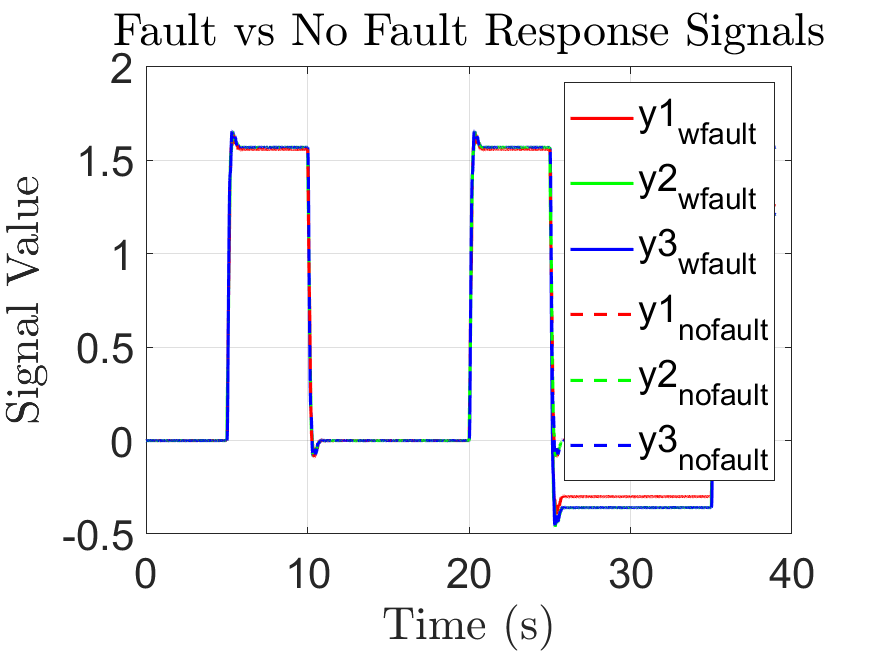 Fault vs No Fault Response Signals
Signal Value
2
1.5
1
0.5
0
-0.5
0
10
20
30
40
Time (s)
y1wfault
y2wfault
y3wfault
y1nofault
y2nofault
y3nofault